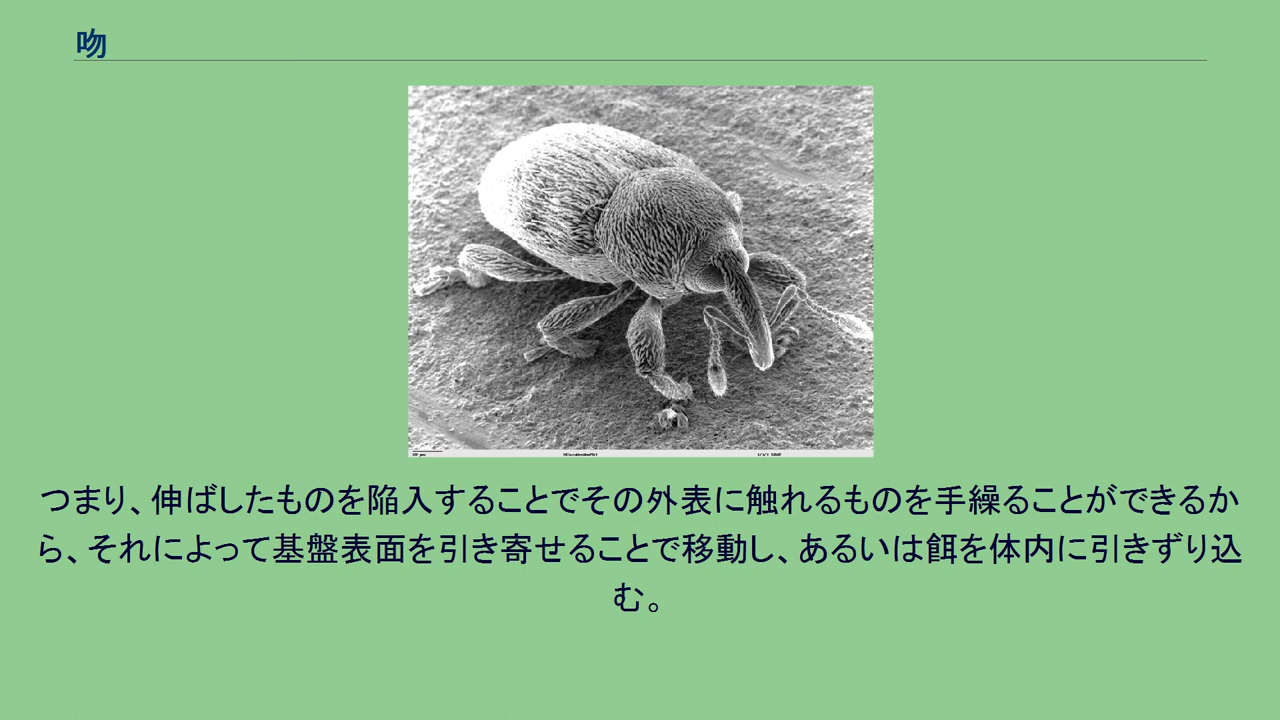 吻
つまり、伸ばしたものを陥入することでその外表に触れるものを手繰ることができるか
ら、それによって基盤表面を引き寄せることで移動し、あるいは餌を体内に引きずり込
む。